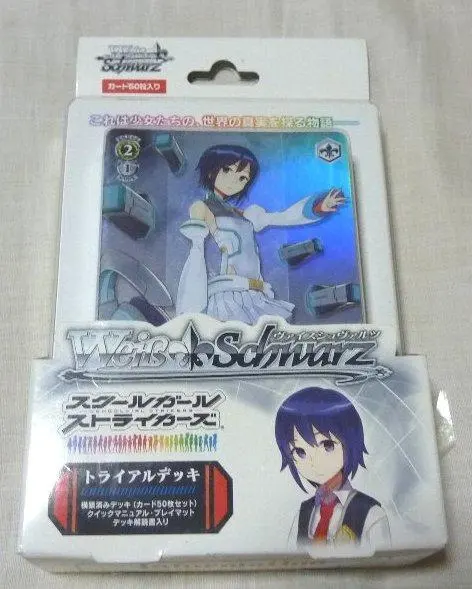 Weiß Schwarz
カード50枚入り
これは少女たちの、世界の真実を探る物語
2
1
ヴァイスシュヴァルツ
Weiß Schwarz
スクールガール
SCHOOLGIRL STRIKERS
ストライカーズ
トライアルデッキ
構築済みデッキ(カード50枚セット)
クイックマニュアル・プレイマット
デッキ解説書入り